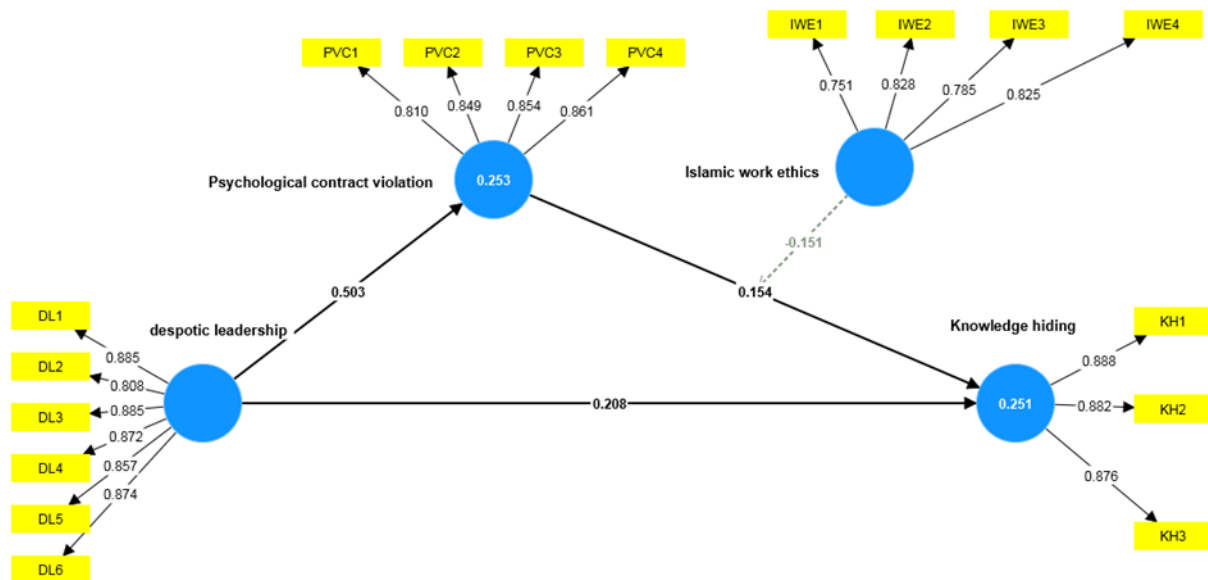 IWE1
IWE2
IWE3
IWE4
PVC1
PVC2
PVC3
PVC4
0.751
0.828
0.785
0.825
0.810
0.849
0.854
0.861
Psychological contract violation
0.253
Islamic work ethics
-0.151
0.503
0.154
DL1
DL2
DL3
DL4
DL5
DL6
despotic leadership
0.885
0.808
0.885
0.872
0.857
0.874
0.208
Knowledge hiding
0.251
0.888
0.882
0.876
KH1
KH2
KH3